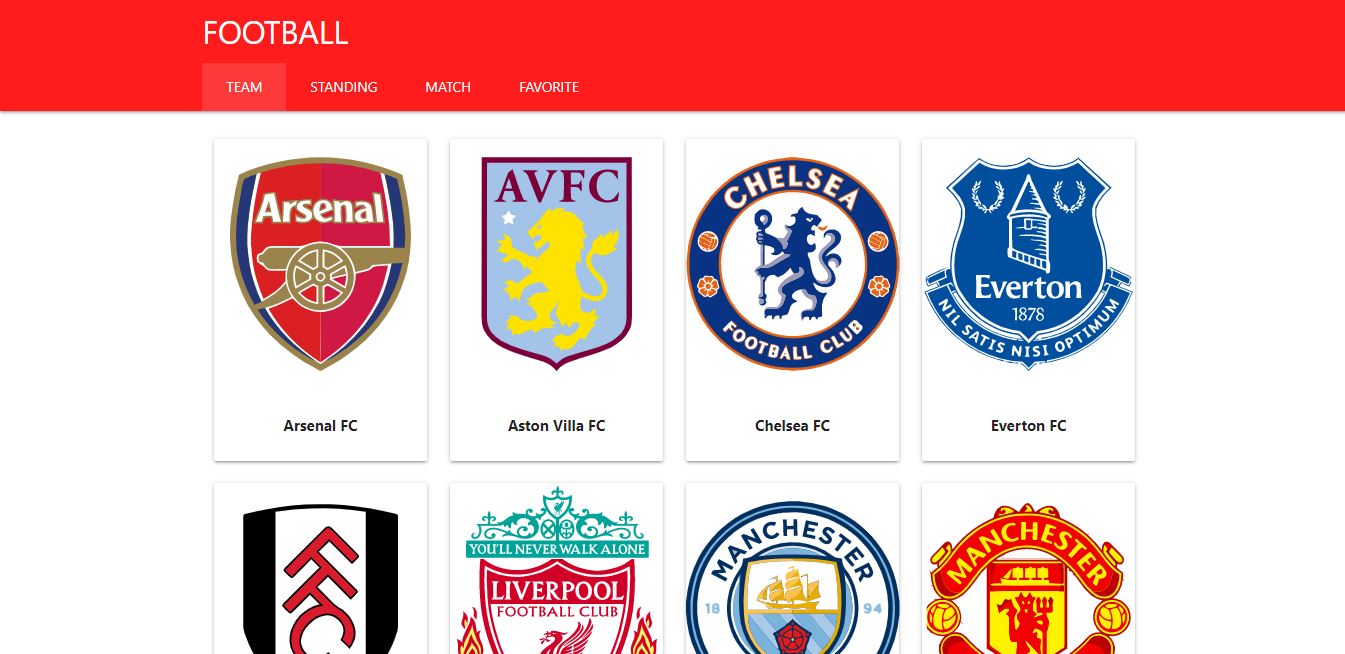 FOOTBALL
TEAM STANDING MATCH FAVORITE
Arsenal
AVFC
CHELSEA
FOOTBALL CLUB
Everton
1878
NIL SATIS NISI OPTIMUM
Arsenal FC
Aston Villa FC
Chelsea FC
Everton FC
FFC
YOU'LL NEVER WALK ALONE
LIVERPOOL
FOOTBALL CLUB
MANCHESTER
18 94
MANCHESTER